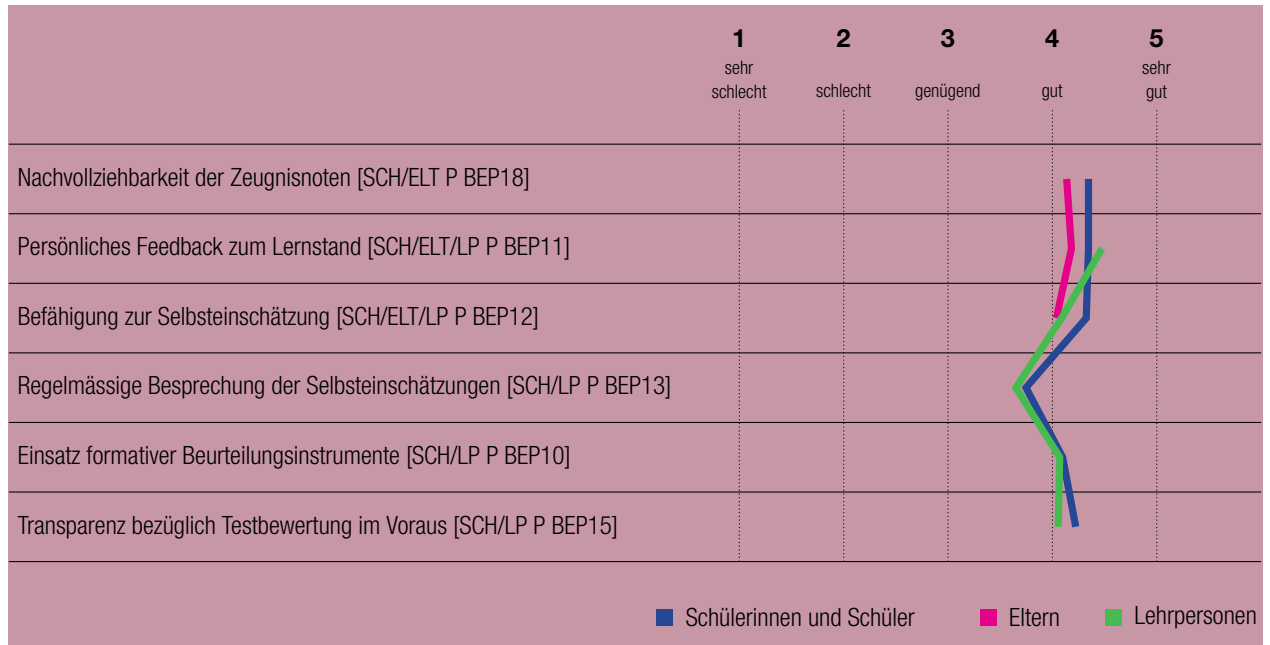 1 2 3 4 5
sehr sehr
schlecht schlecht genügend gut gut
Nachvollziehbarkeit der Zeugnisnoten [SCH/ELT P BEP18]
Persönliches Feedback zum Lernstand [SCH/ELT/LP P BEP11]
Befähigung zur Selbsteinschätzung [SCH/ELT/LP P BEP12]
Regelmässige Besprechung der Selbsteinschätzungen [SCH/LP P BEP13]
Einsatz formativer Beurteilungsinstrumente [SCH/LP P BEP10]
Transparenz bezüglich Testbewertung im Voraus [SCH/LP P BEP15]
Schülerinnen und Schüler Eltern Lehrpersonen